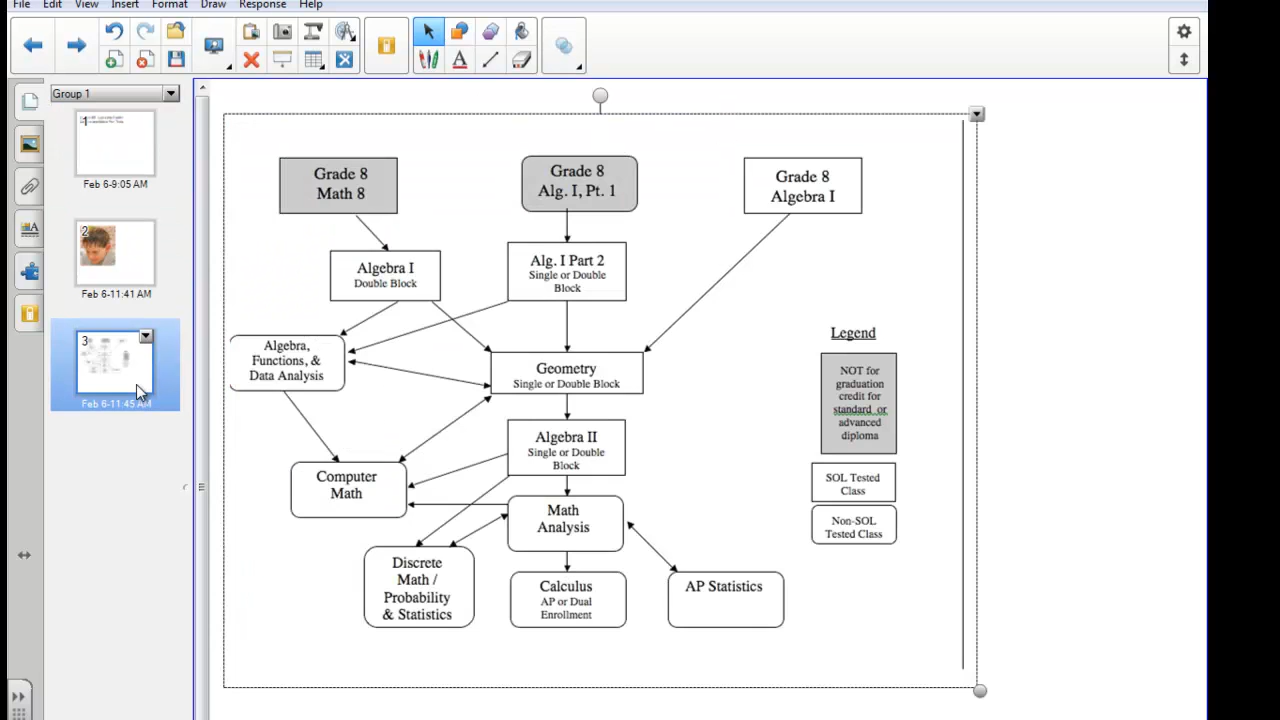 File Edit View Insert Format Draw Response Help
Group 1
1
Feb 6-9:05 AM
2
Feb 6-11:41 AM
3
Feb 6-11:45 AM
Grade 8
Math 8
Grade 8
Alg. I, Pt. 1
Grade 8
Algebra I
Algebra I
Double Block
Alg. I Part 2
Single or Double
Block
Algebra,
Functions, &
Data Analysis
Geometry
Single or Double Block
Algebra II
Single or Double
Block
Computer
Math
Math
Analysis
Discrete
Math /
Probability
& Statistics
Calculus
AP or Dual
Enrollment
AP Statistics
Legend
NOT for
graduation
credit for
standard or
advanced
diploma
SOL Tested
Class
Non-SOL
Tested Class